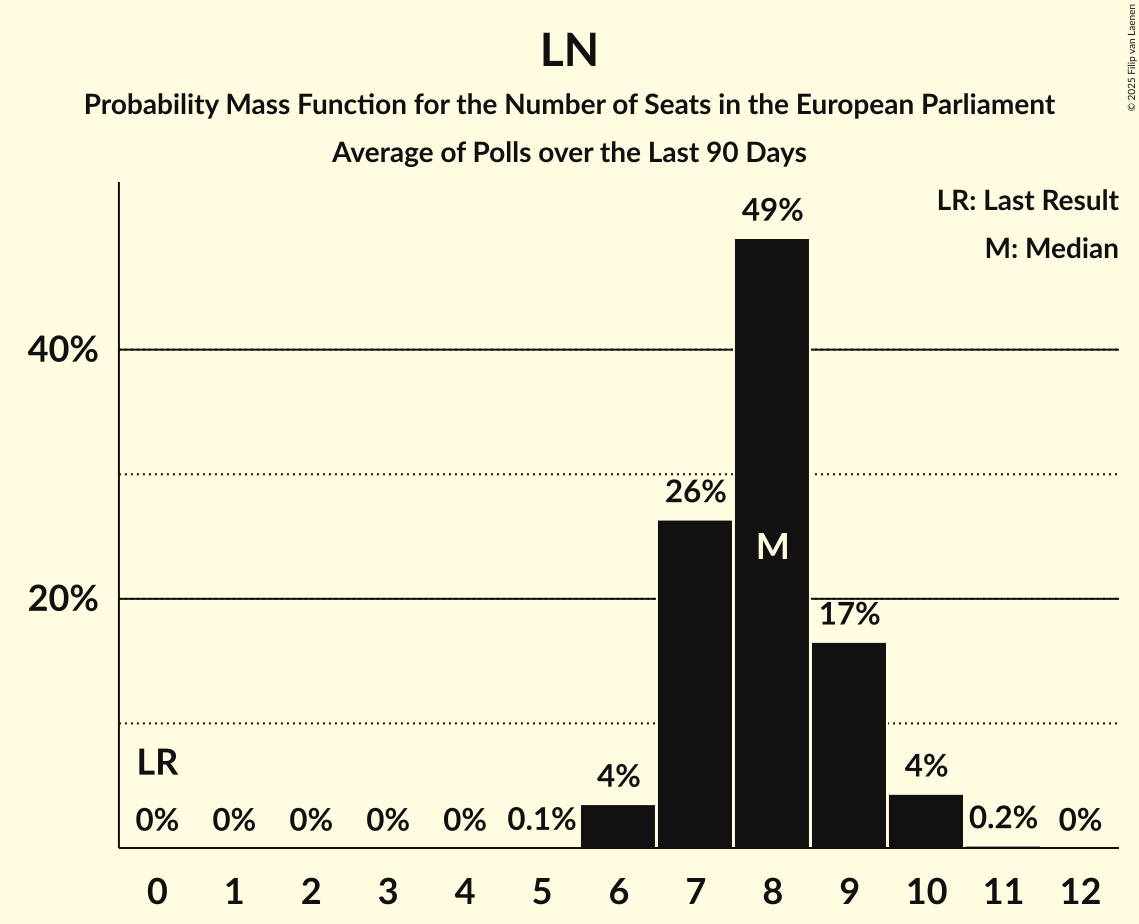 LN
Probability Mass Function for the Number of Seats in the European Parliament
Average of Polls over the Last 90 Days
© 2025 Filip van Laenen
LR: Last Result
M: Median
49%
40%
26%
M
20%
17%
LR
4%
4%
0% 0% 0% 0% 0% 0.1% 0.2% 0%
0 1 2 3 4 5 6 7 8 9 10 11 12